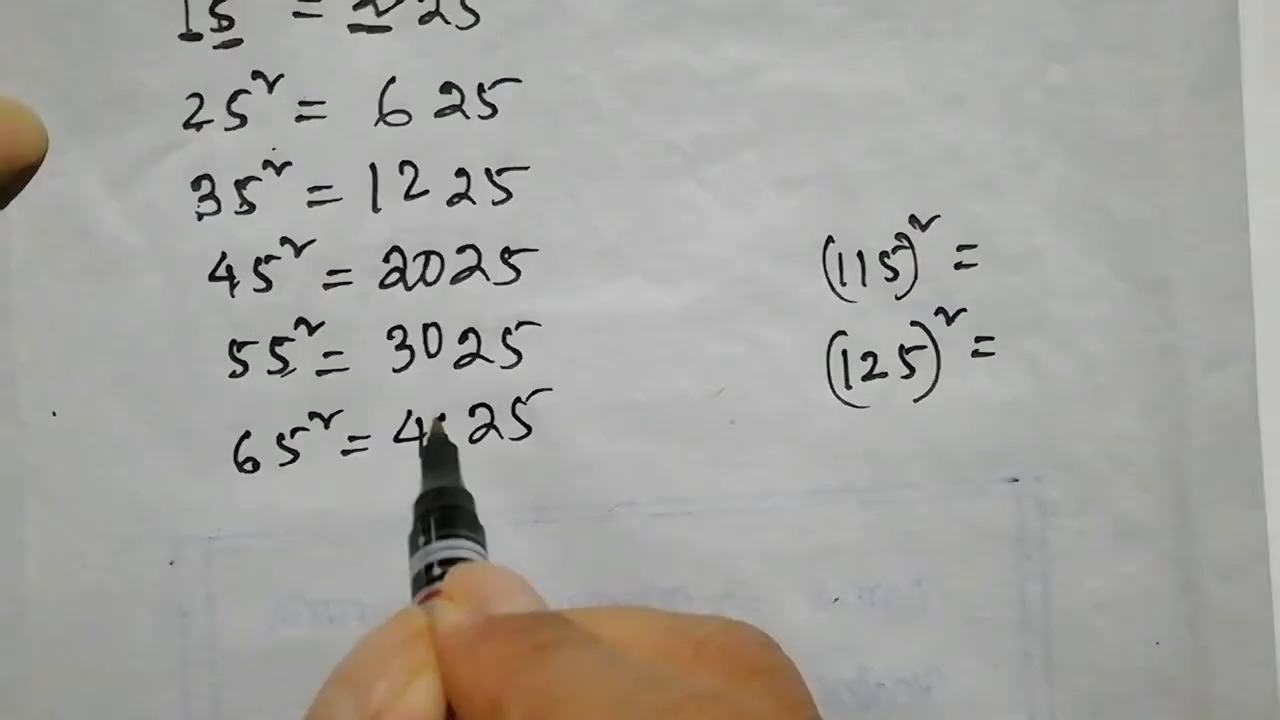 15 = 225
25² = 625
35² = 1225
45² = 2025
55² = 3025
65² = 4 25
(115)² =
(125)² =